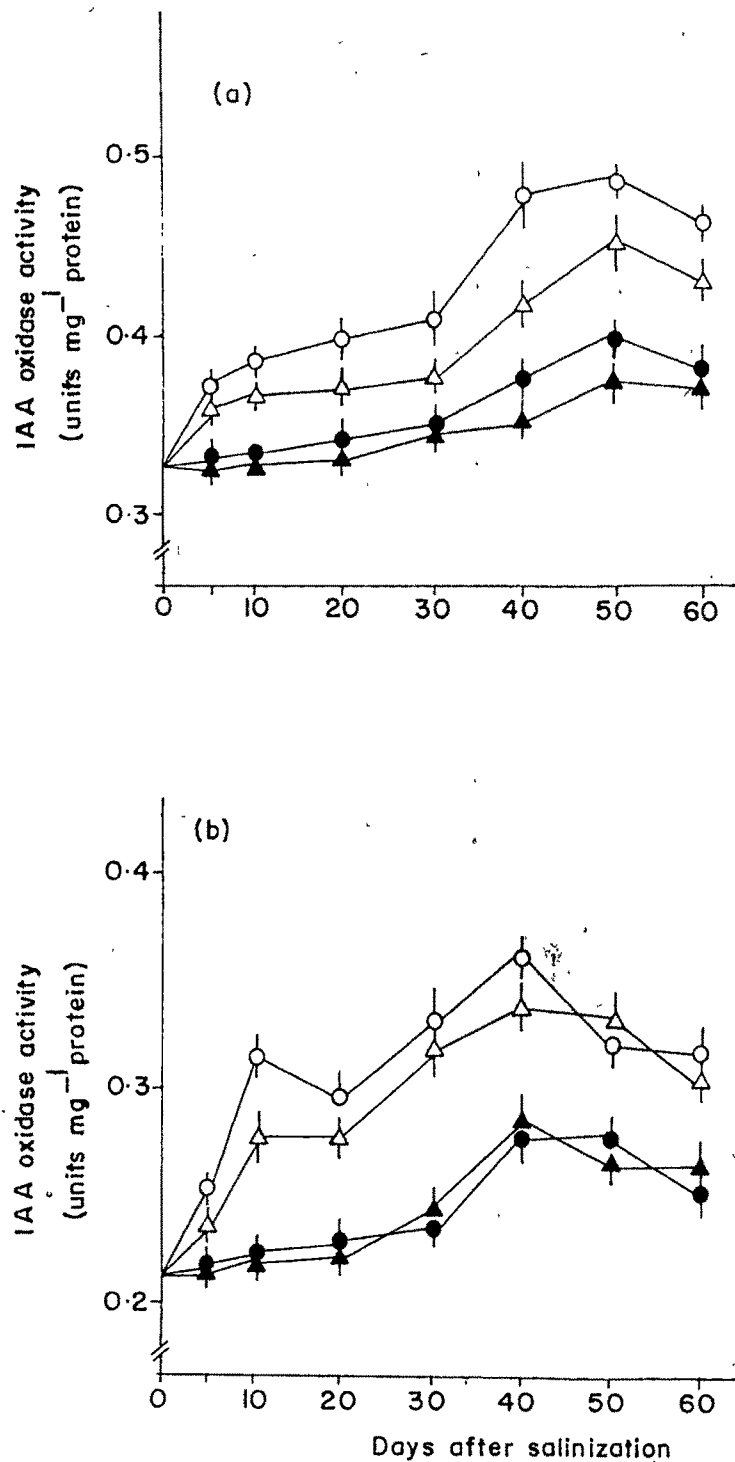 (a)
IAA oxidase activity
(units mg⁻¹ protein)
0·5
0·4
0·3
0 10 20 30 40 50 60
(b)
IAA oxidase activity
(units mg⁻¹ protein)
0·4
0·3
0·2
0 10 20 30 40 50 60
Days after salinization